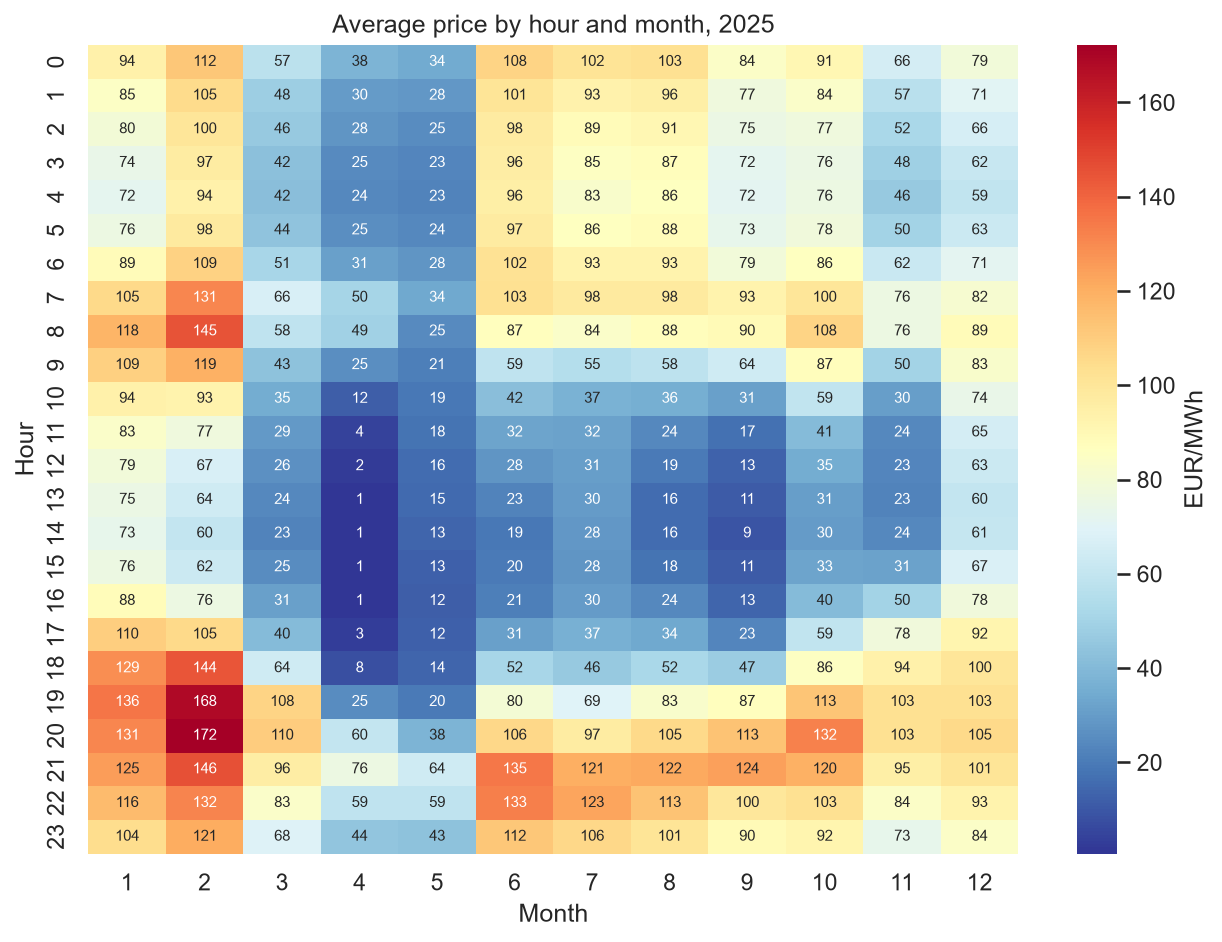 Average price by hour and month, 2025
0 94 112 57 38 34 108 102 103 84 91 66 79
1 85 105 48 30 28 101 93 96 77 84 57 71
2 80 100 46 28 25 98 89 91 75 77 52 66
3 74 97 42 25 23 96 85 87 72 76 48 62
4 72 94 42 24 23 96 83 86 72 76 46 59
5 76 98 44 25 24 97 86 88 73 78 50 63
6 89 109 51 31 28 102 93 93 79 86 62 71
7 105 131 66 50 34 103 98 98 93 100 76 82
8 118 145 58 49 25 87 84 88 90 108 76 89
9 109 119 43 25 21 59 55 58 64 87 50 83
10 94 93 35 12 19 42 37 36 31 59 30 74
11 83 77 29 4 18 32 32 24 17 41 24 65
12 79 67 26 2 16 28 31 19 13 35 23 63
13 75 64 24 1 15 23 30 16 11 31 23 60
14 73 60 23 1 13 19 28 16 9 30 24 61
15 76 62 25 1 13 20 28 18 11 33 31 67
16 88 76 31 1 12 21 30 24 13 40 50 78
17 110 105 40 3 12 31 37 34 23 59 78 92
18 129 144 64 8 14 52 46 52 47 86 94 100
19 136 168 108 25 20 80 69 83 87 113 103 103
20 131 172 110 60 38 106 97 105 113 132 103 105
21 125 146 96 76 64 135 121 122 124 120 95 101
22 116 132 83 59 59 133 123 113 100 103 84 93
23 104 121 68 44 43 112 106 101 90 92 73 84
1 2 3 4 5 6 7 8 9 10 11 12
Month
Hour
160
140
120
100
80
60
40
20
EUR/MWh